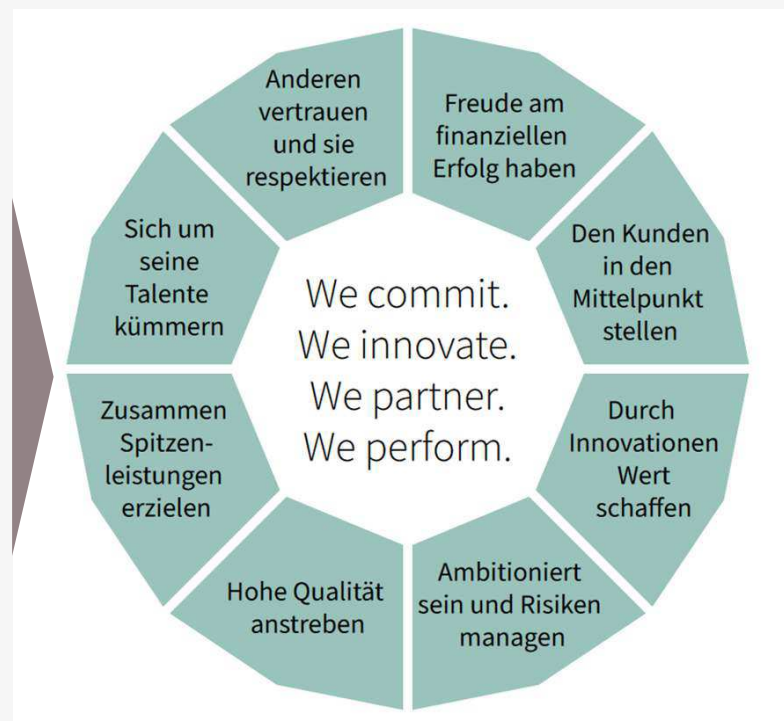 Anderen
vertrauen
und sie
respektieren
Freude am
finanziellen
Erfolg haben
Den Kunden
in den
Mittelpunkt
stellen
Durch
Innovationen
Wert
schaffen
Ambitioniert
sein und Risiken
managen
Hohe Qualität
anstreben
Zusammen
Spitzen-
leistungen
erzielen
Sich um
seine
Talente
kümmern
We commit.
We innovate.
We partner.
We perform.